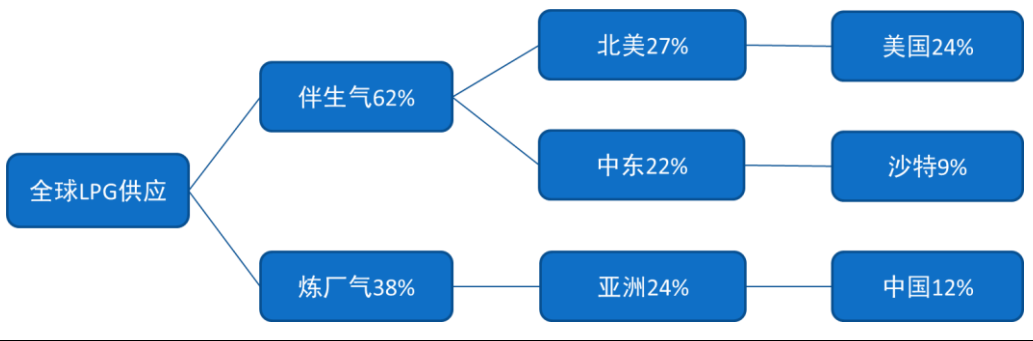 全球LPG供应
伴生气62%
炼厂气38%
北美27%
中东22%
亚洲24%
美国24%
沙特9%
中国12%